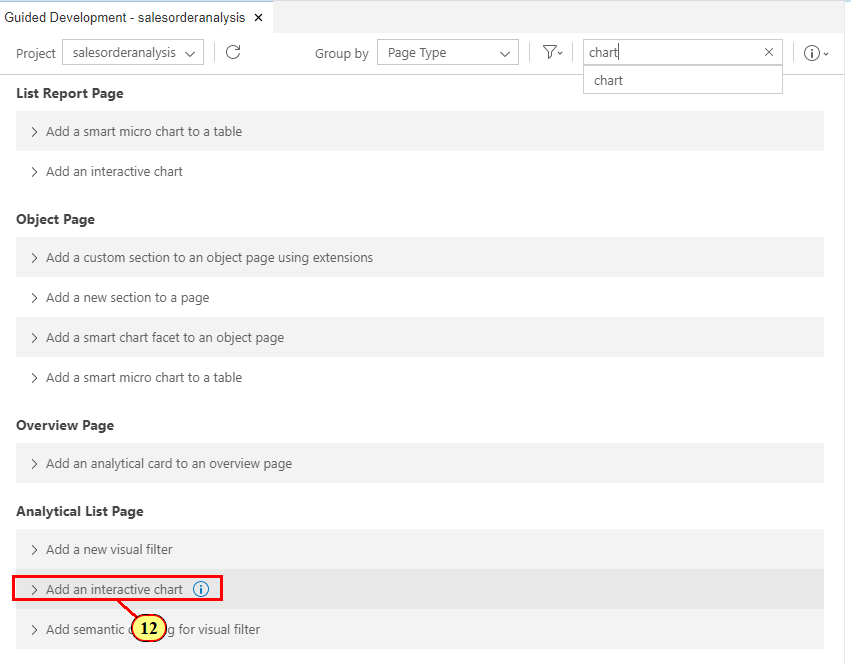 Guided Development - salesorderanalysis ×
Project salesorderanalysis Group by Page Type chart ×
chart
List Report Page
Add a smart micro chart to a table
Add an interactive chart
Object Page
Add a custom section to an object page using extensions
Add a new section to a page
Add a smart chart facet to an object page
Add a smart micro chart to a table
Overview Page
Add an analytical card to an overview page
Analytical List Page
Add a new visual filter
Add an interactive chart
12
Add semantic for visual filter